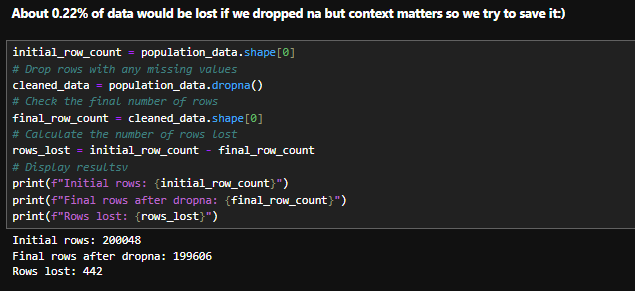 About 0.22% of data would be lost if we dropped na but context matters so we try to save it:)
initial_row_count = population_data.shape[0]
# Drop rows with any missing values
cleaned_data = population_data.dropna()
# Check the final number of rows
final_row_count = cleaned_data.shape[0]
# Calculate the number of rows lost
rows_lost = initial_row_count - final_row_count
# Display resultsv
print(f"Initial rows: {initial_row_count}")
print(f"Final rows after dropna: {final_row_count}")
print(f"Rows lost: {rows_lost}")
Initial rows: 200048
Final rows after dropna: 199606
Rows lost: 442